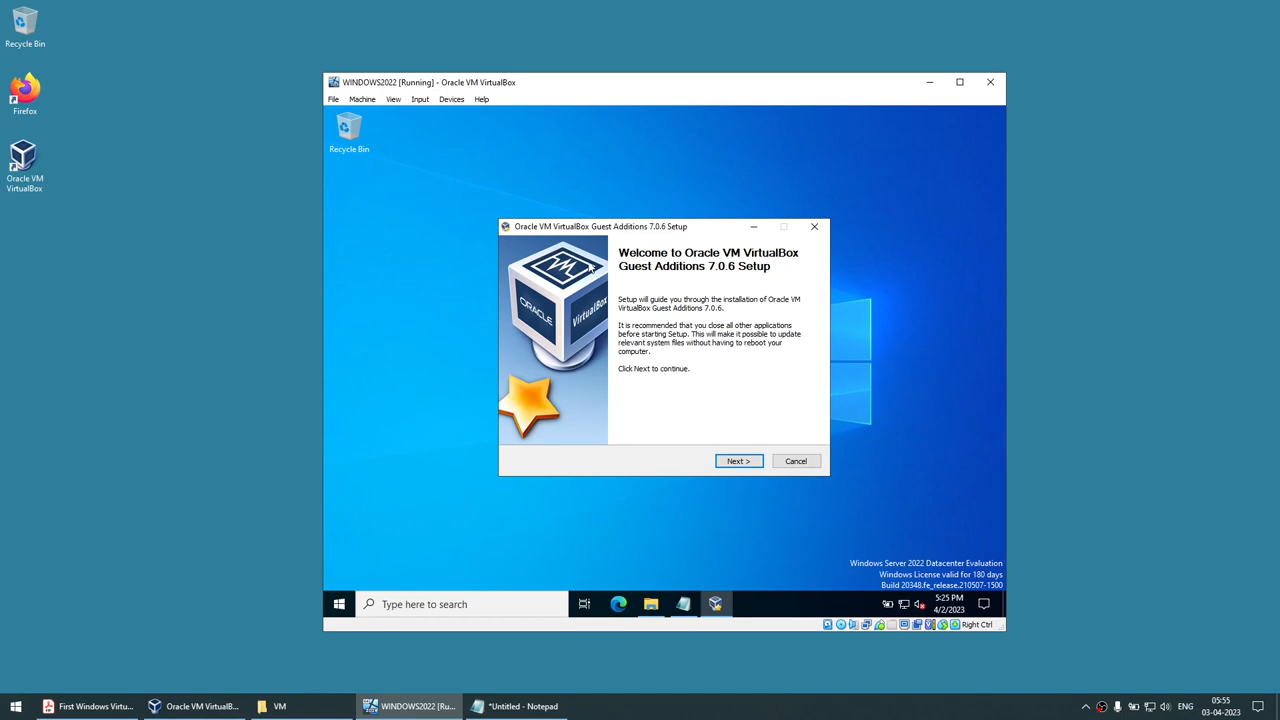 Recycle Bin
Firefox
Oracle VM
VirtualBox
WINDOWS2022 [Running] - Oracle VM VirtualBox
File Machine View Input Devices Help
Recycle Bin
Oracle VM VirtualBox Guest Additions 7.0.6 Setup
ORACLE
VirtualBox
Welcome to Oracle VM VirtualBox
Guest Additions 7.0.6 Setup
Setup will guide you through the installation of Oracle VM
VirtualBox Guest Additions 7.0.6.
It is recommended that you close all other applications
before starting Setup. This will make it possible to update
relevant system files without having to reboot your
computer.
Click Next to continue.
Next >
Cancel
Windows Server 2022 Datacenter Evaluation
Windows License valid for 180 days
Build 20348.fe_release.210507-1500
Type here to search
5:25 PM
4/2/2023
Right Ctrl
First Windows Virtu...
Oracle VM VirtualB...
VM
WINDOWS2022 [Ru...
*Untitled - Notepad
ENG
05:55
03-04-2023